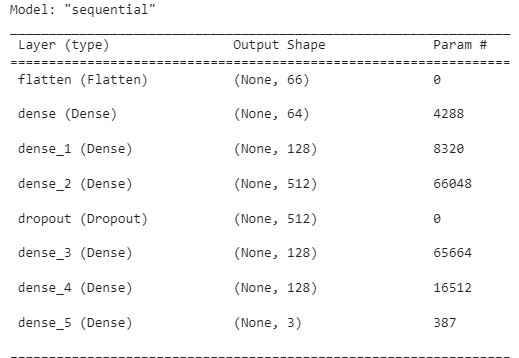 Model: "sequential"
_________________________________________________________________
Layer (type) Output Shape Param #
=================================================================
flatten (Flatten) (None, 66) 0
dense (Dense) (None, 64) 4288
dense_1 (Dense) (None, 128) 8320
dense_2 (Dense) (None, 512) 66048
dropout (Dropout) (None, 512) 0
dense_3 (Dense) (None, 128) 65664
dense_4 (Dense) (None, 128) 16512
dense_5 (Dense) (None, 3) 387
=================================================================